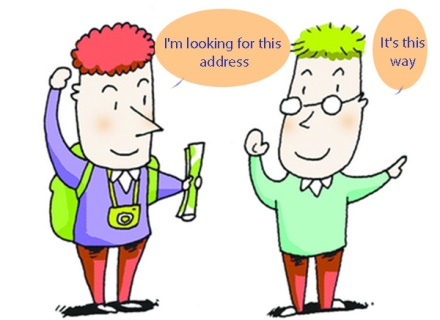 I'm looking for this
address
It's this
way